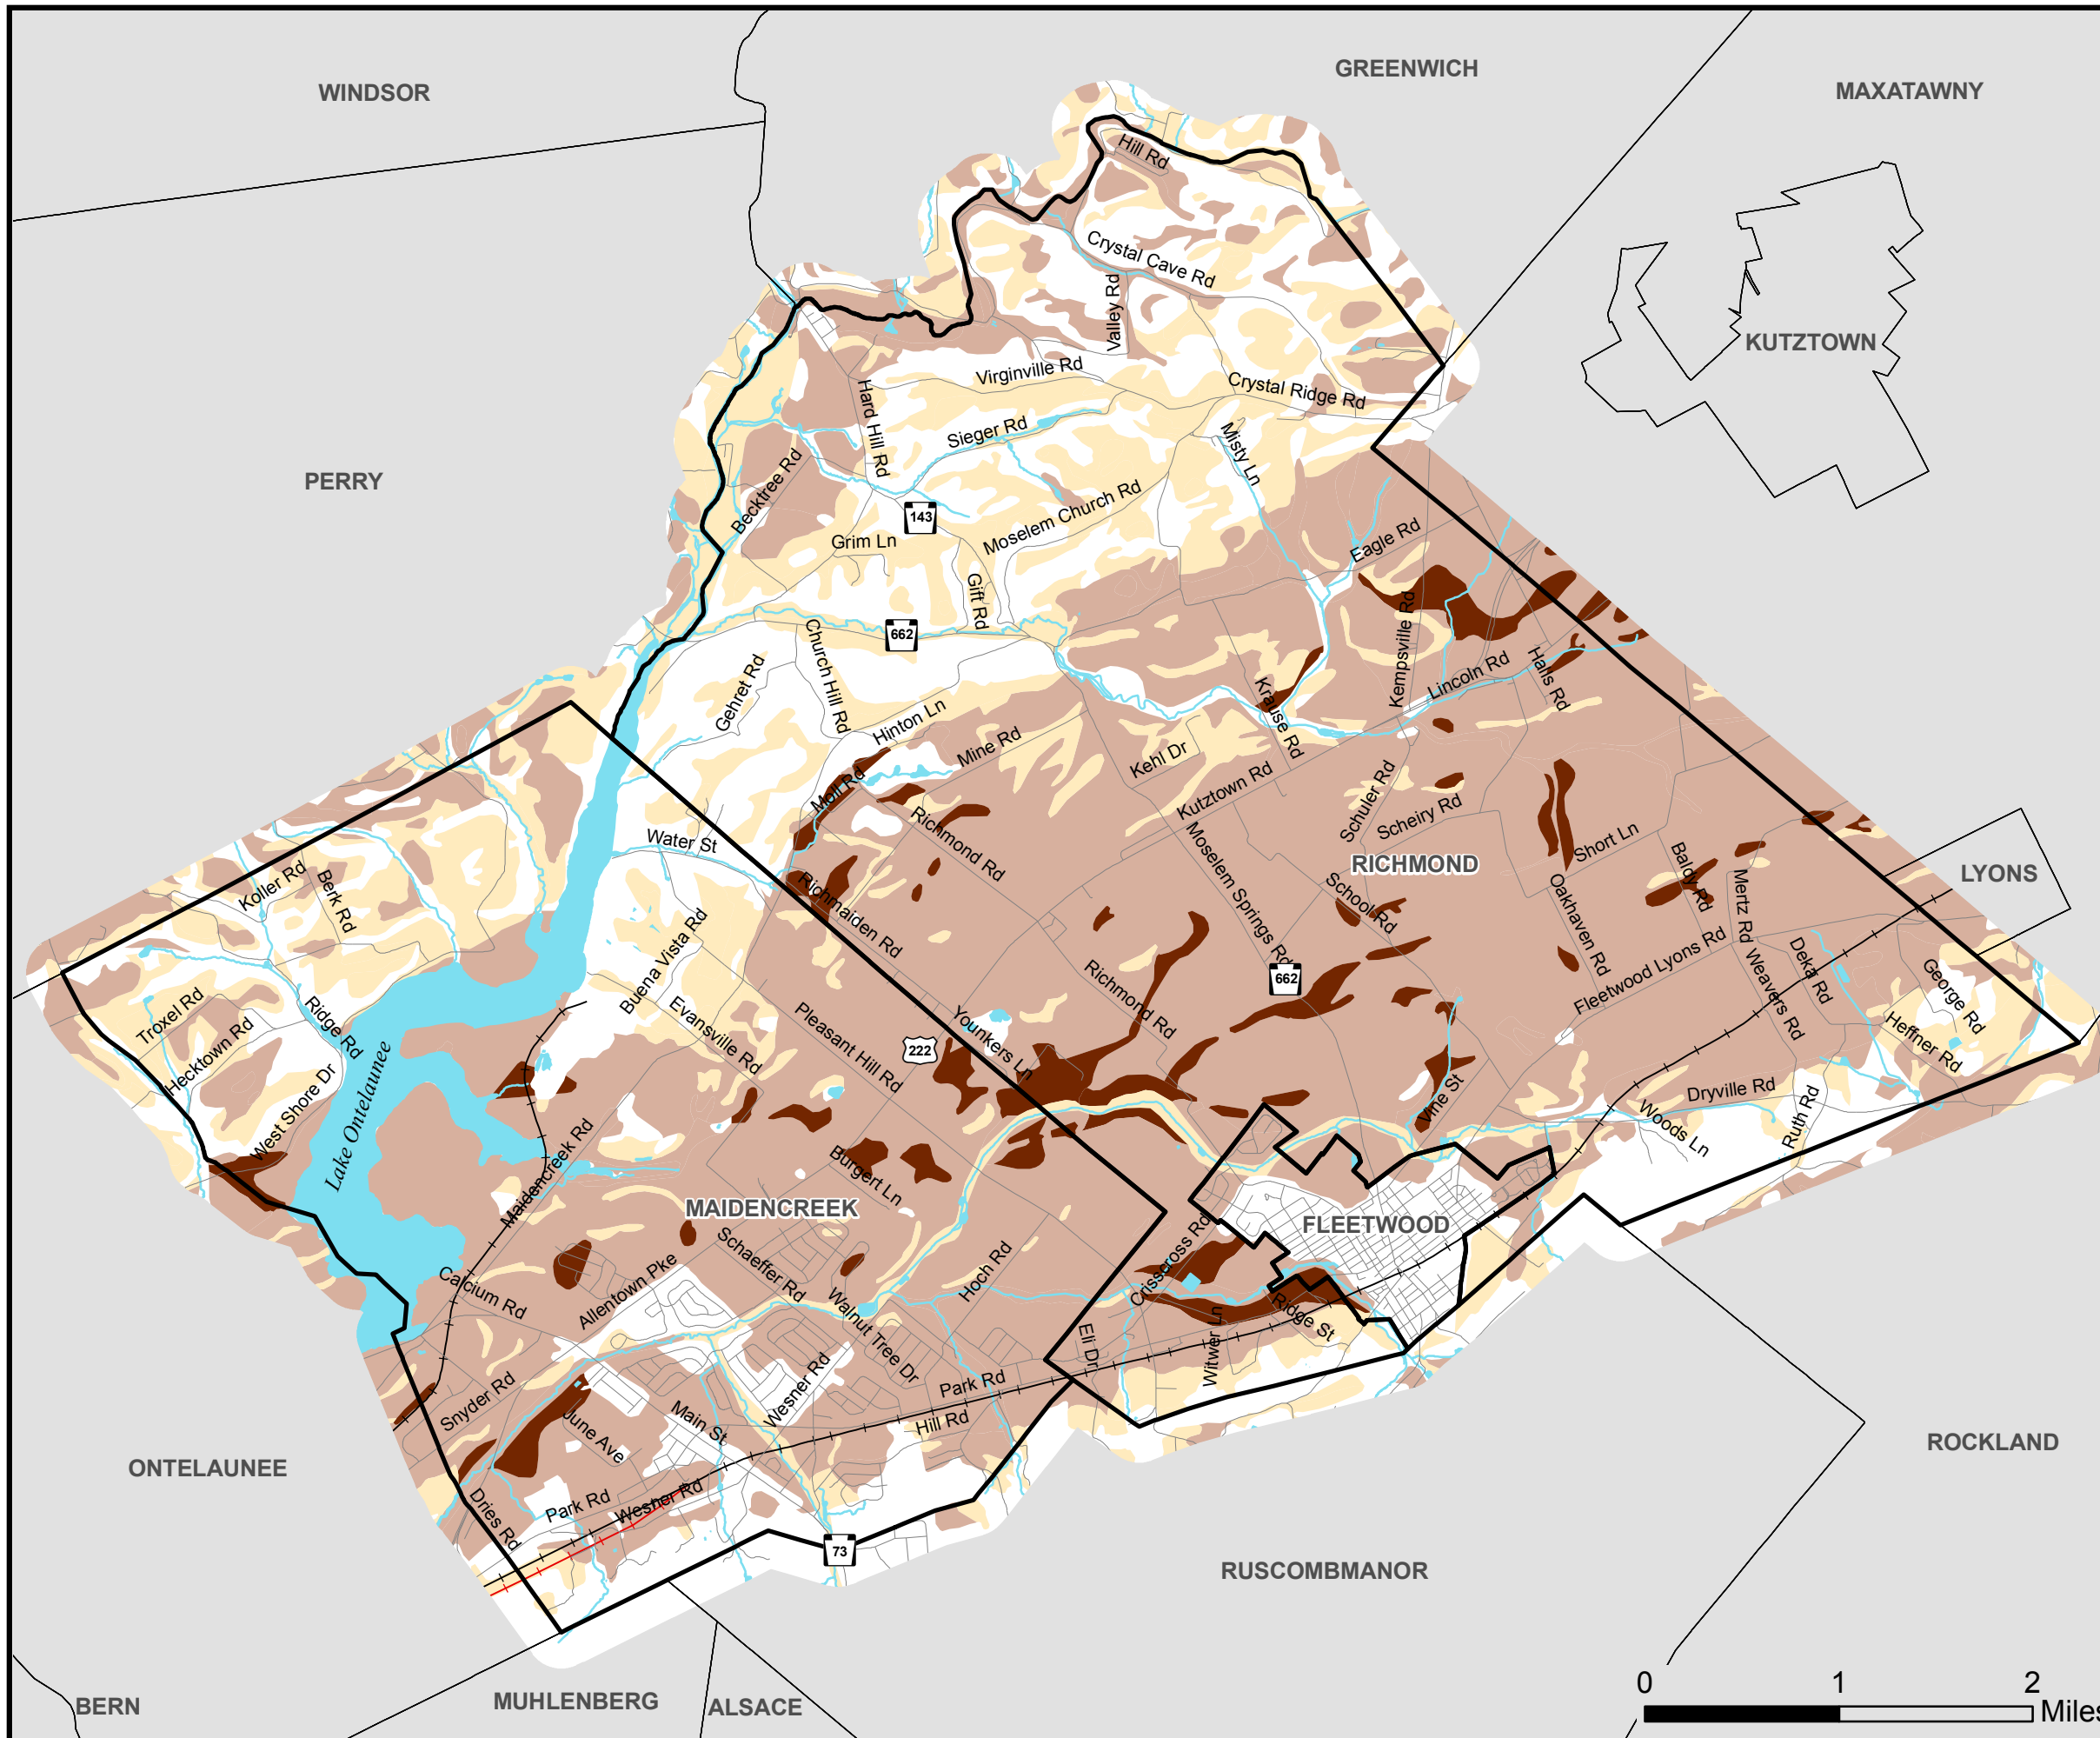 GREENWICH
WINDSOR
MAXATAWNY
Hill Rd
Crystal Cave Rd
Valley Rd
KUTZTOWN
Virginville Rd
Crystal Ridge Rd
Hard Hill Rd
Sieger Rd
Misty Ln
PERRY
Becktree Rd
143
Moselem Church Rd
Grim Ln
Eagle Rd
Gift Rd
Kempsville Rd
662
Church Hill Rd
Gehret Rd
Lincoln Rd
Halls Rd
Krause Rd
Hinton Ln
Mine Rd
Kehl Dr
Moll Rd
Kutztown Rd
Schuler Rd
Scheiry Rd
Richmond Rd
Water St
Moselem Springs Rd
Short Ln
RICHMOND
LYONS
Koller Rd
Berk Rd
Richmaiden Rd
School Rd
Oakhaven Rd
Baldy Rd
Mertz Rd
Buena Vista Rd
Fleetwood Lyons Rd
Weavers Rd
Deka Rd
George Rd
662
Richmond Rd
Troxel Rd
Ridge Rd
Hecktown Rd
Evansville Rd
Pleasant Hill Rd
Younkers Ln
222
Heffner Rd
Lake Ontelaunee
West Shore Dr
Vine St
Dryville Rd
Ruth Rd
Woods Ln
Maidencreek Rd
Burgert Ln
MAIDENCREEK
FLEETWOOD
Crisscross Rd
Schaeffer Rd
Hoch Rd
Calcium Rd
Allentown Pke
Walnut Tree Dr
Ridge St
Eli Dr
Witwer Ln
Snyder Rd
Wesner Rd
Park Rd
Hill Rd
June Ave
Main St
ROCKLAND
ONTELAUNEE
Dries Rd
Park Rd
Wesner Rd
73
RUSCOMBMANOR
BERN
MUHLENBERG
ALSACE
0 1 2
Miles